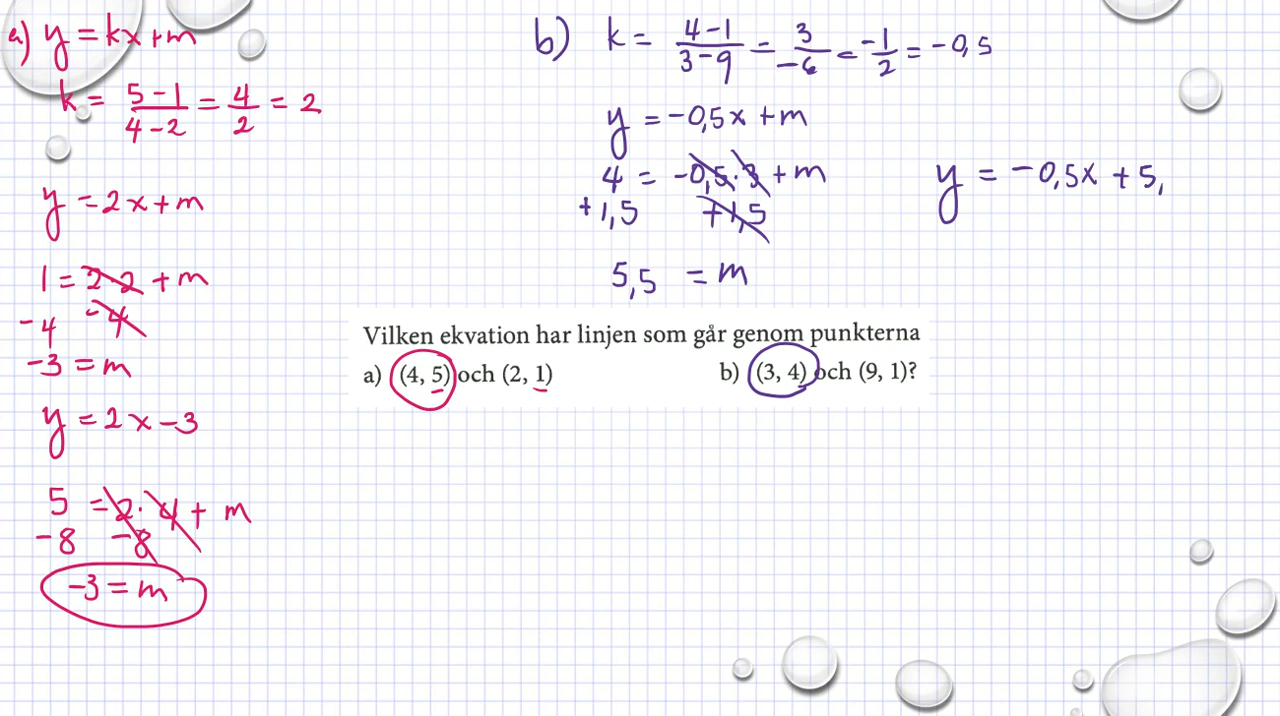 a) y = kx + m
k = 5 - 1 / 4 - 2 = 4 / 2 = 2
y = 2x + m
1 = 2·2 + m
-4 -4
-3 = m
y = 2x - 3
5 = 2·4 + m
-8 -8
-3 = m
b) k = 4 - 1 / 3 - 9 = 3 / -6 = -1 / 2 = -0,5
y = -0,5x + m
4 = -0,5·3 + m
+1,5 +1,5
5,5 = m
y = -0,5x + 5,
Vilken ekvation har linjen som går genom punkterna
a) (4, 5) och (2, 1) b) (3, 4) och (9, 1)?